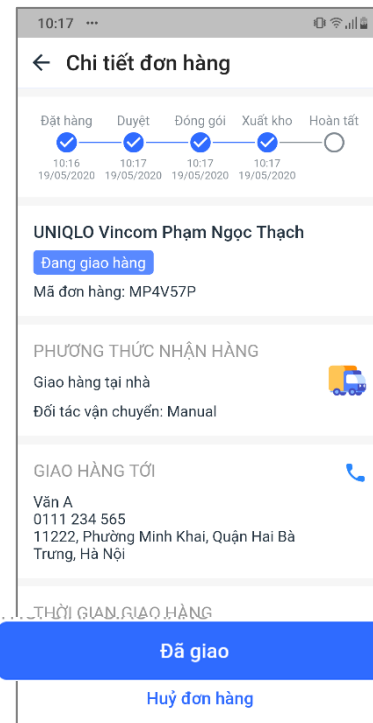 10:17 ...
Chi tiết đơn hàng
Đặt hàng Duyệt Đóng gói Xuất kho Hoàn tất
10:16 10:17 10:17 10:17
19/05/2020 19/05/2020 19/05/2020 19/05/2020
UNIQLO Vincom Phạm Ngọc Thạch
Đang giao hàng
Mã đơn hàng: MP4V57P
PHƯƠNG THỨC NHẬN HÀNG
Giao hàng tại nhà
Đối tác vận chuyển: Manual
GIAO HÀNG TỚI
Văn A
0111 234 565
11222, Phường Minh Khai, Quận Hai Bà
Trưng, Hà Nội
THỜI GIAN GIAO HÀNG
Đã giao
Huỷ đơn hàng